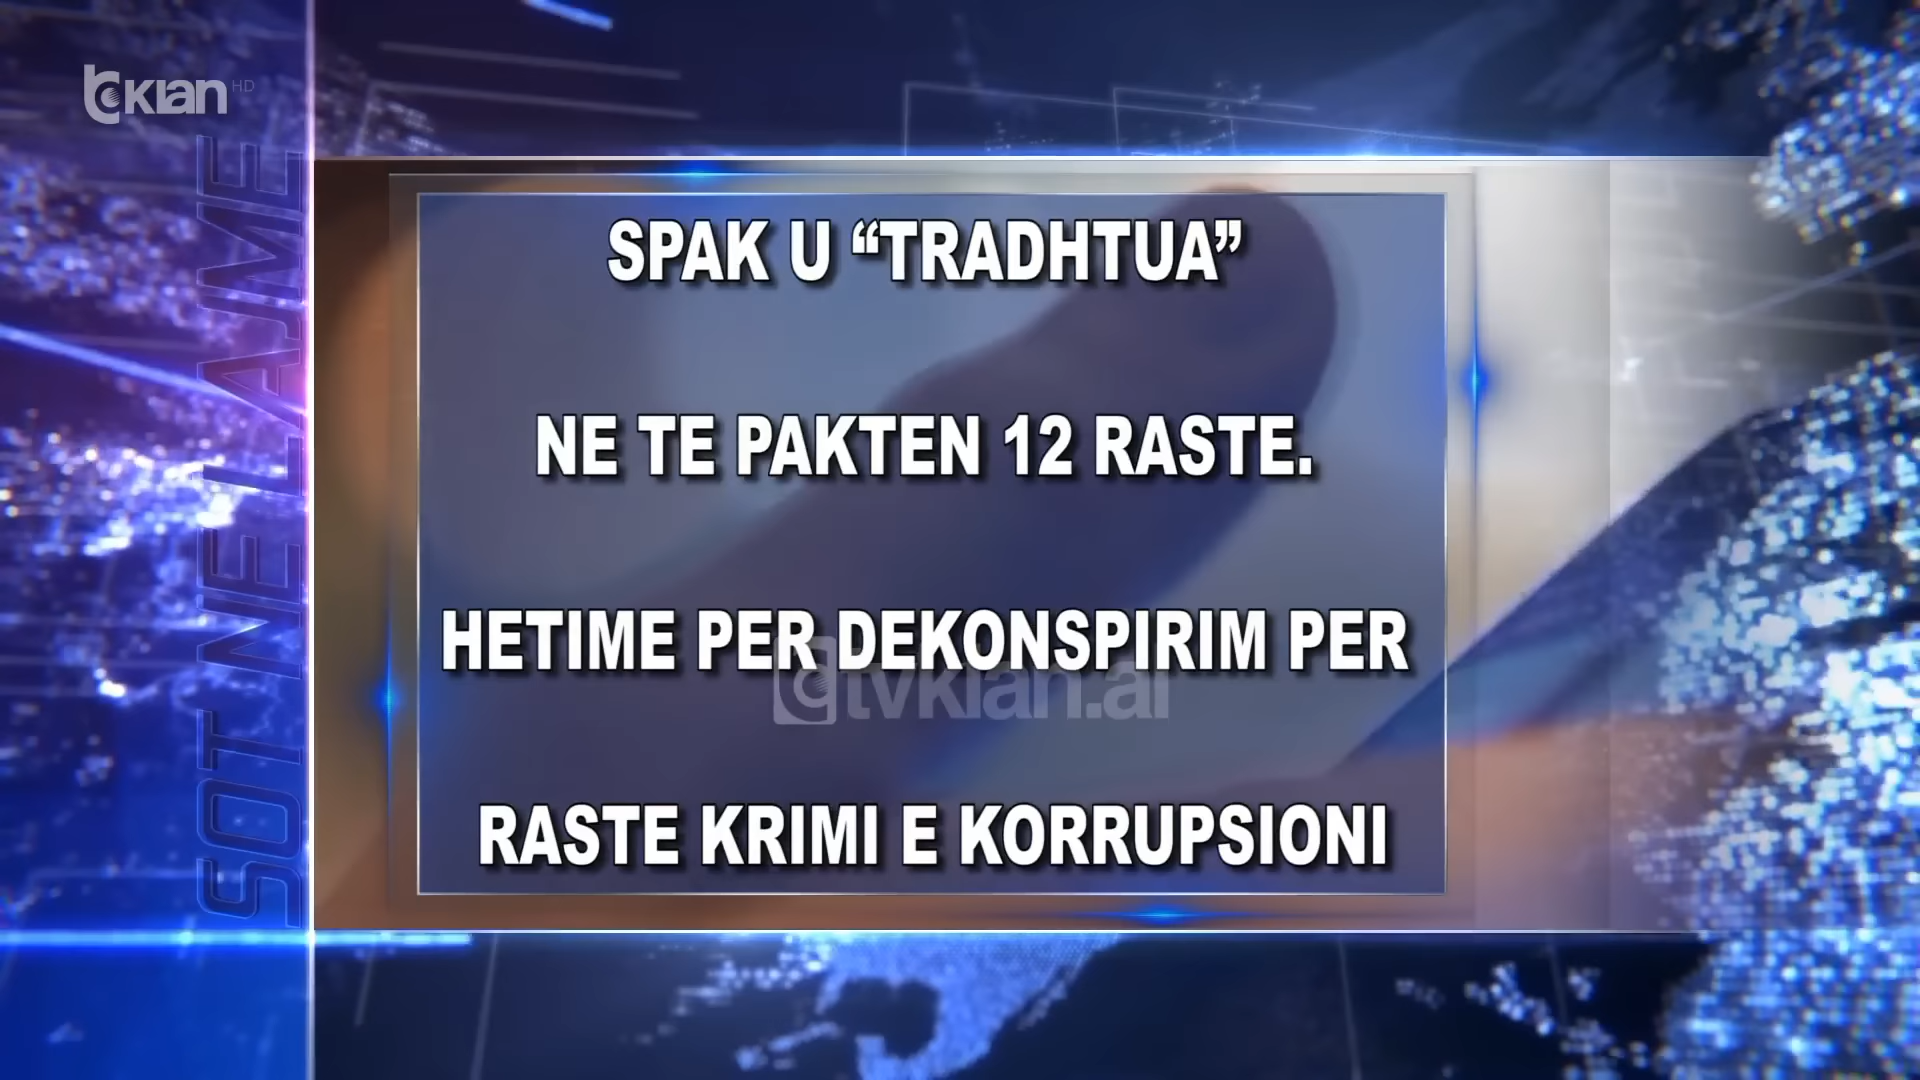 tvklan HD
SOT NE LAJME
SPAK U “TRADHTUA”
NE TE PAKTEN 12 RASTE.
HETIME PER DEKONSPIRIM PER
tvklan.al
RASTE KRIMI E KORRUPSIONI